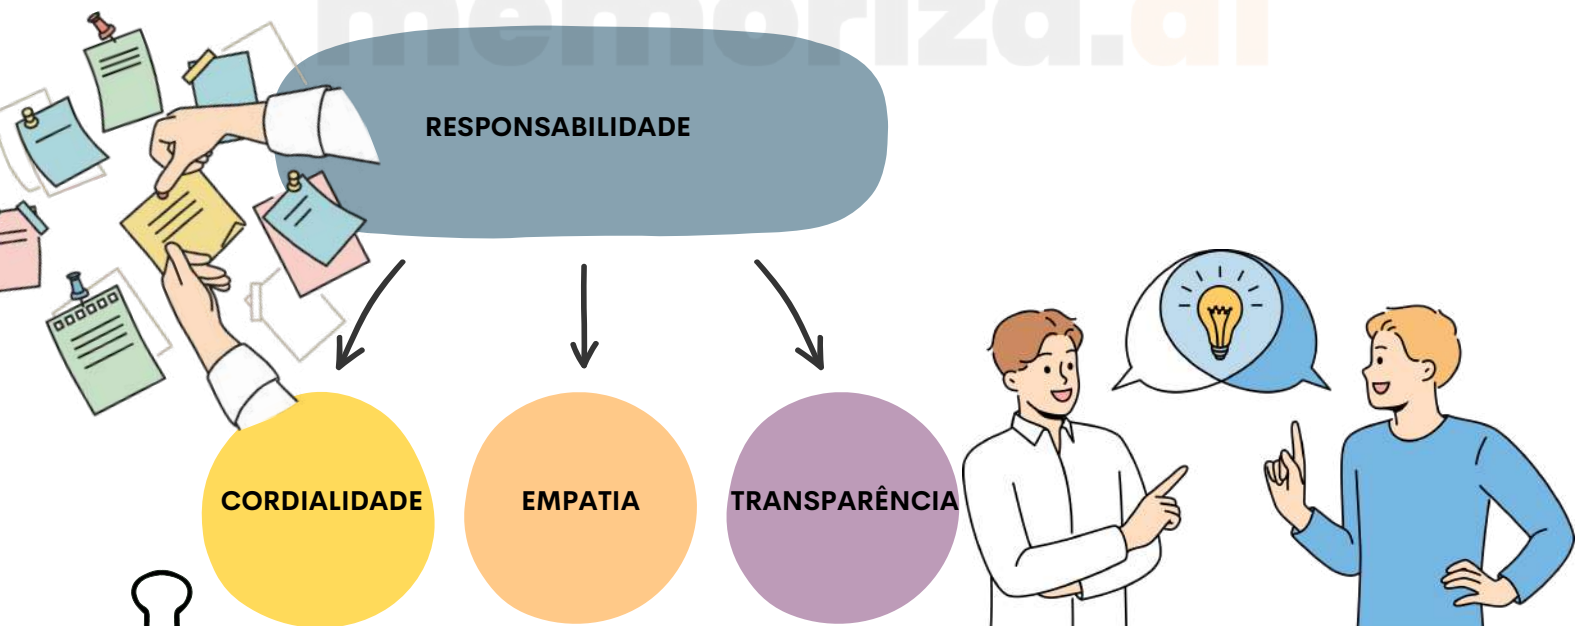 memoriza.ai
RESPONSABILIDADE
CORDIALIDADE
EMPATIA
TRANSPARÊNCIA